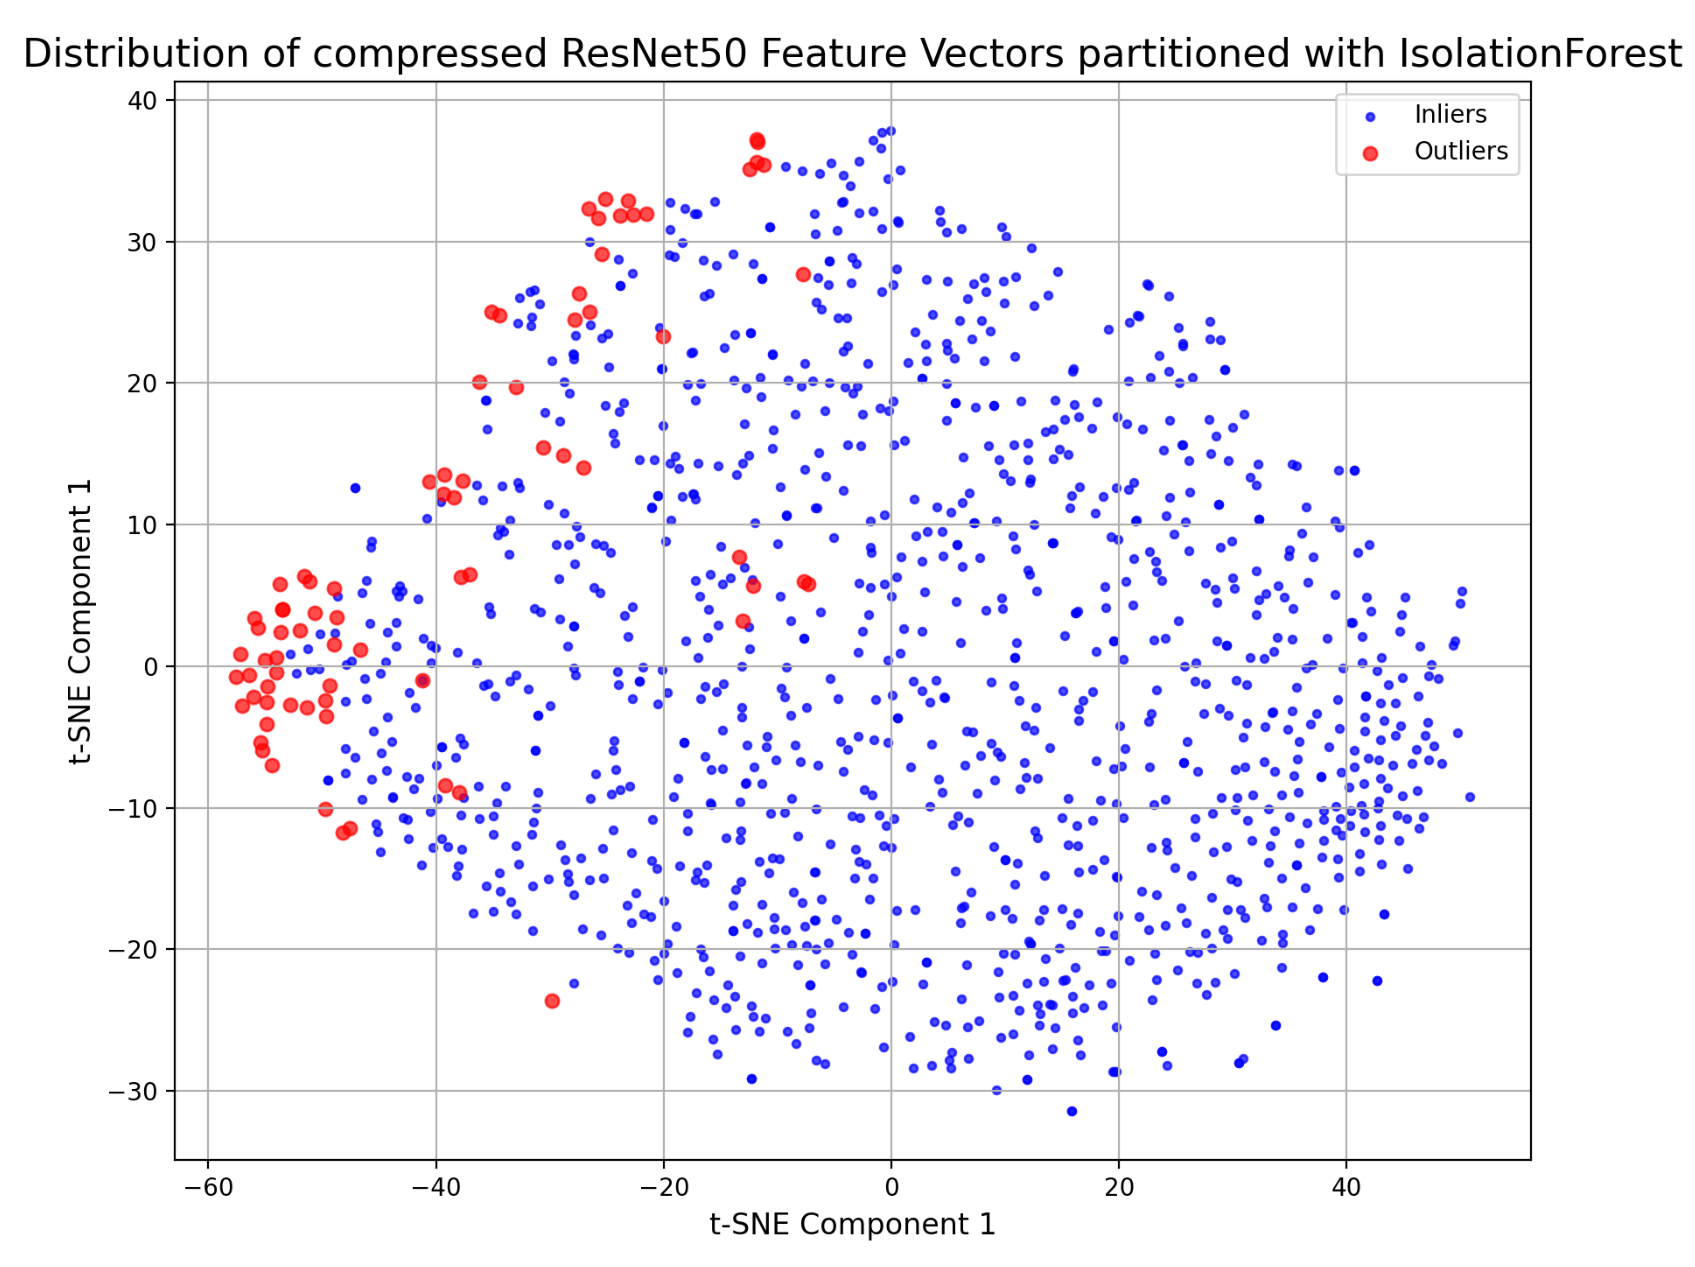 Distribution of compressed ResNet50 Feature Vectors partitioned with IsolationForest
Inliers
Outliers
40
30
20
10
0
−10
−20
−30
t-SNE Component 1
−60
−40
−20
0
20
40
t-SNE Component 1